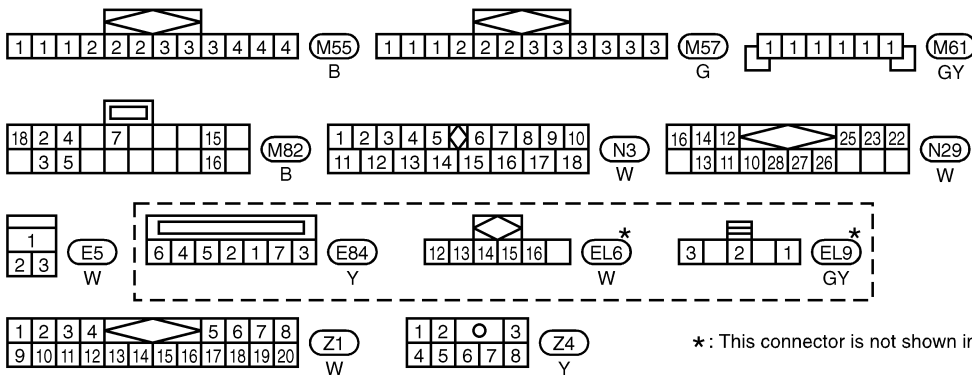 1 1 1 2 2 2 3 3 3 4 4 4 M55 1 1 1 2 2 2 3 3 3 3 3 3 M57 1 1 1 1 1 1 M61
B G GY
18 2 4 7 15 M82 1 2 3 4 5 6 7 8 9 10 N3 16 14 12 25 23 22 N29
3 5 16 11 12 13 14 15 16 17 18 13 11 10 28 27 26
B W W
1 E5 6 4 5 2 1 7 3 E84 12 13 14 15 16 EL6 * 3 2 1 EL9 *
2 3
W Y W GY
1 2 3 4 5 6 7 8 Z1 1 2 3 Z4 * : This connector is not shown in
9 10 11 12 13 14 15 16 17 18 19 20 4 5 6 7 8
W Y